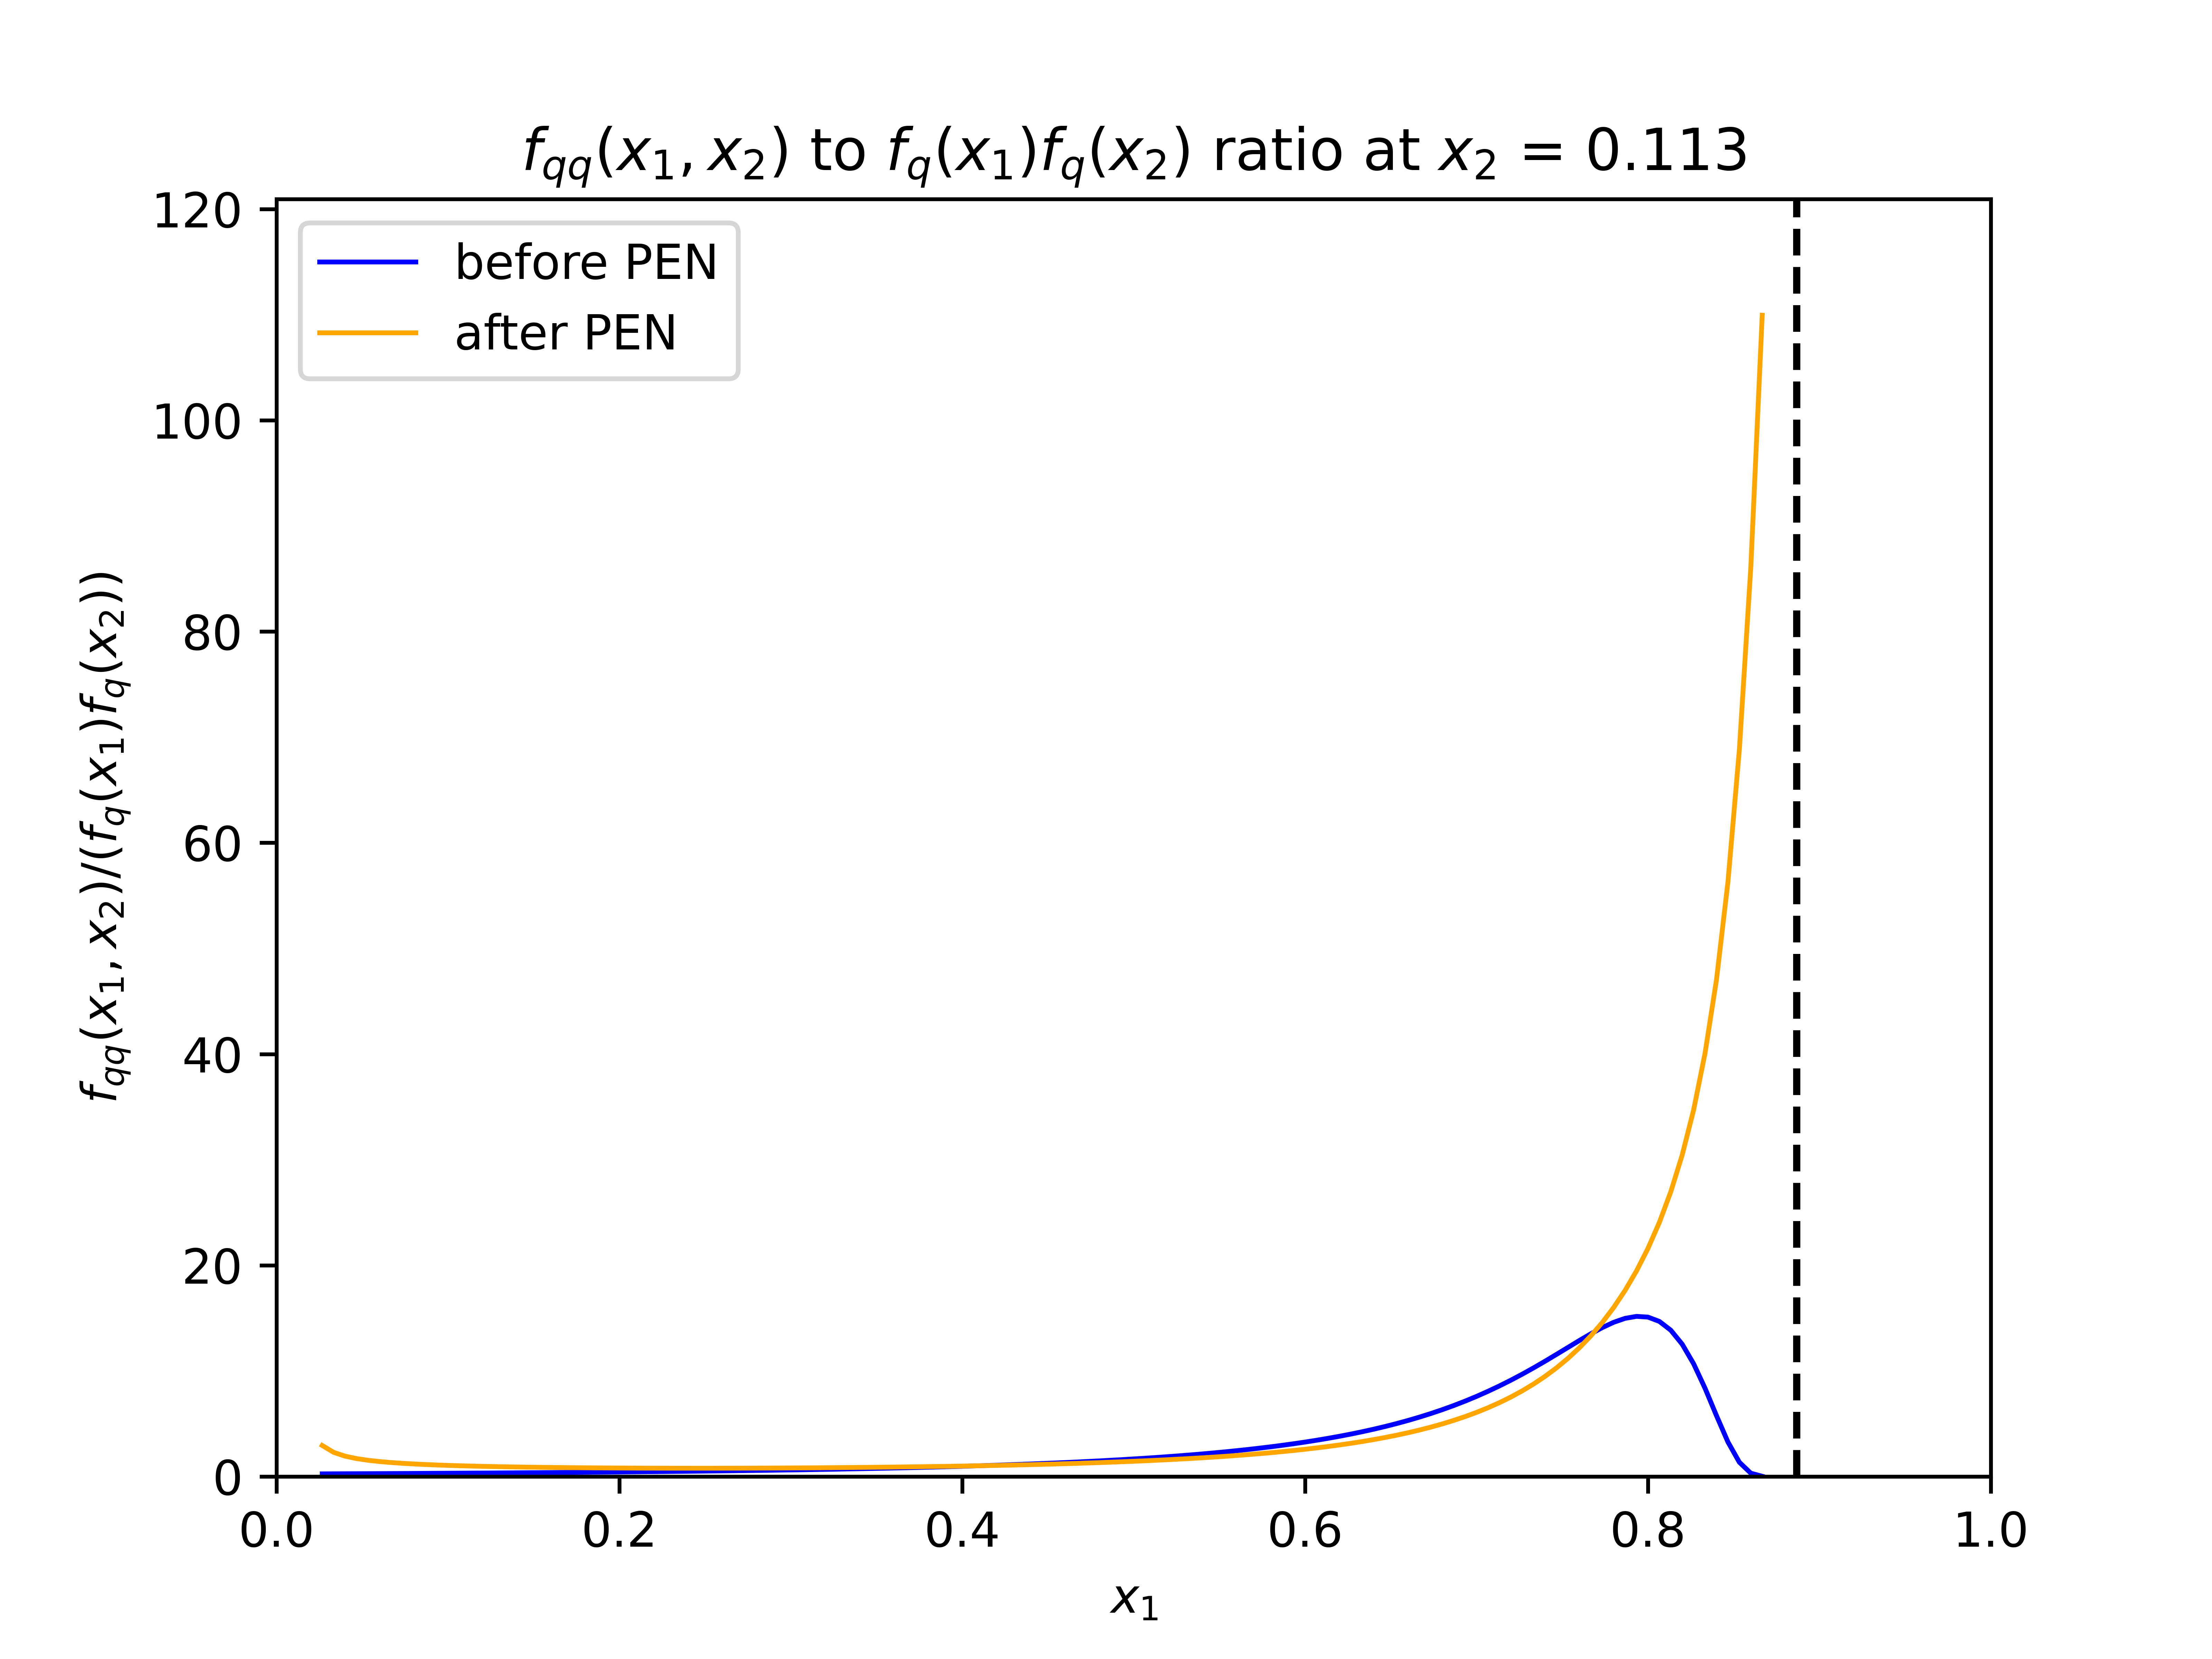 f_qq(x_1, x_2) to f_q(x_1)f_q(x_2) ratio at x_2 = 0.113
before PEN
after PEN
f_qq(x_1, x_2)/(f_q(x_1)f_q(x_2))
120
100
80
60
40
20
0
0.0 0.2 0.4 0.6 0.8 1.0
x_1